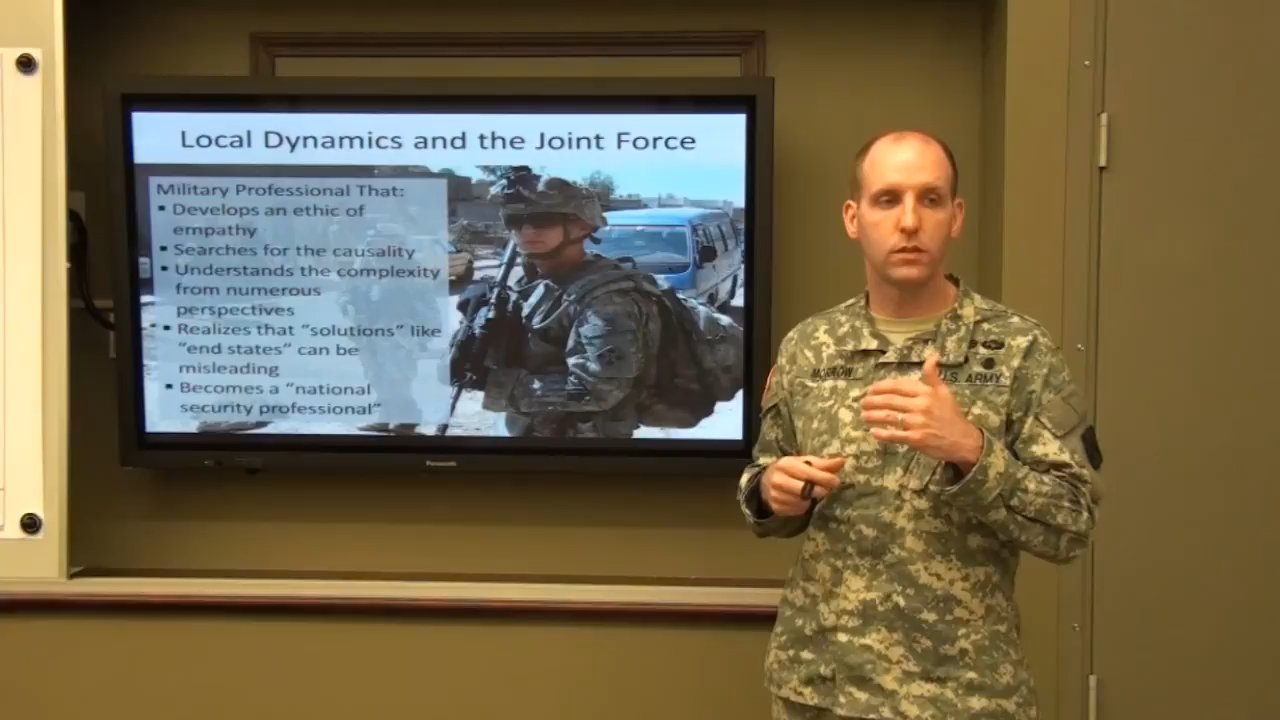 Local Dynamics and the Joint Force
Military Professional That:
▪ Develops an ethic of
empathy
▪ Searches for the causality
▪ Understands the complexity
from numerous
perspectives
▪ Realizes that "solutions" like
"end states" can be
misleading
▪ Becomes a "national
security professional"
Panasonic
MORROW
U.S. ARMY